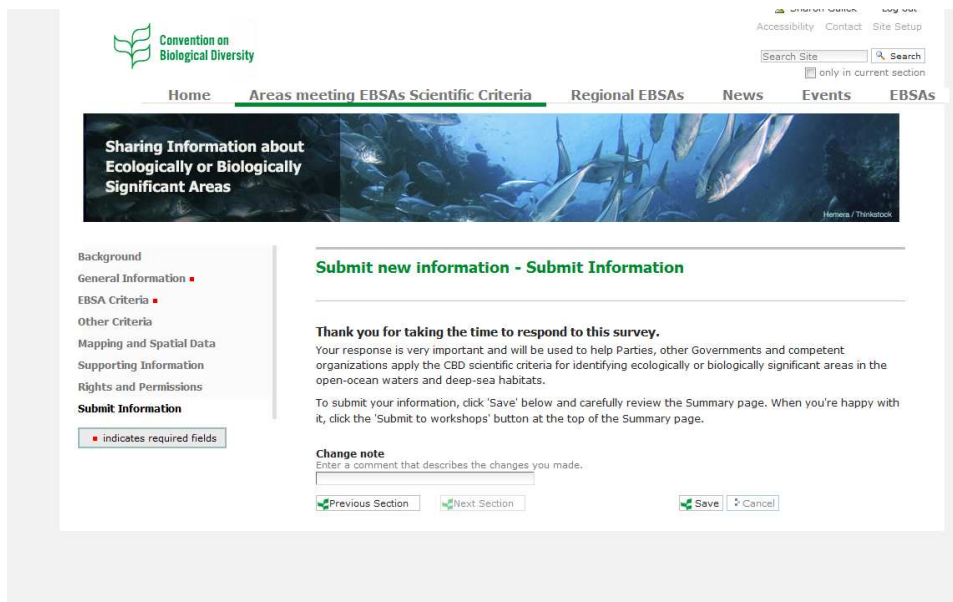 Convention on
Biological Diversity
Accessibility Contact Site Setup
Search Site Search
only in current section
Home Areas meeting EBSAs Scientific Criteria Regional EBSAs News Events EBSAs
Sharing Information about
Ecologically or Biologically
Significant Areas
Hemera / Thinkstock
Background
General Information
EBSA Criteria
Other Criteria
Mapping and Spatial Data
Supporting Information
Rights and Permissions
Submit Information
indicates required fields
Submit new information - Submit Information
Thank you for taking the time to respond to this survey.
Your response is very important and will be used to help Parties, other Governments and competent
organizations apply the CBD scientific criteria for identifying ecologically or biologically significant areas in the
open-ocean waters and deep-sea habitats.
To submit your information, click 'Save' below and carefully review the Summary page. When you're happy with
it, click the 'Submit to workshops' button at the top of the Summary page.
Change note
Enter a comment that describes the changes you made.
Previous Section Next Section Save Cancel